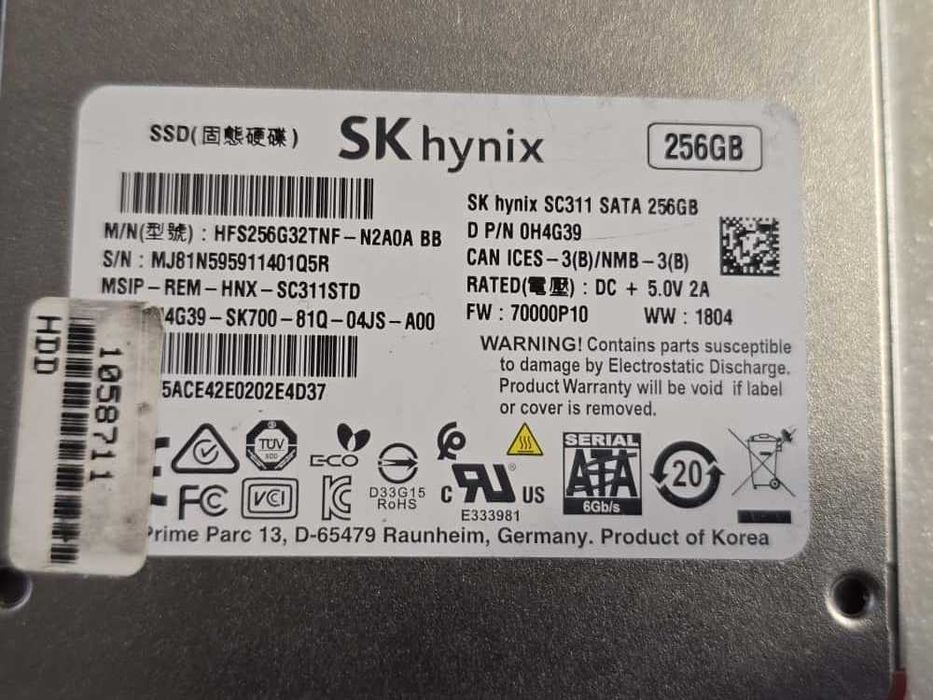 SSD(固態硬碟)
SK hynix
256GB
M/N(型號) : HFS256G32TNF-N2A0A BB
S/N : MJ81N595911401Q5R
MSIP-REM-HNX-SC311STD
4G39-SK700-81Q-04JS-A00
5ACE42E0202E4D37
SK hynix SC311 SATA 256GB
D P/N 0H4G39
CAN ICES-3(B)/NMB-3(B)
RATED(電壓) : DC + 5.0V 2A
FW : 70000P10 WW : 1804
WARNING! Contains parts susceptible
to damage by Electrostatic Discharge.
Product Warranty will be void if label
or cover is removed.
HDD
1058711
TUV
ECO
D33G15
RoHS
FC
VCI
c RU US
®
E333981
SERIAL
ATA
6Gb/s
20
Prime Parc 13, D-65479 Raunheim, Germany. Product of Korea